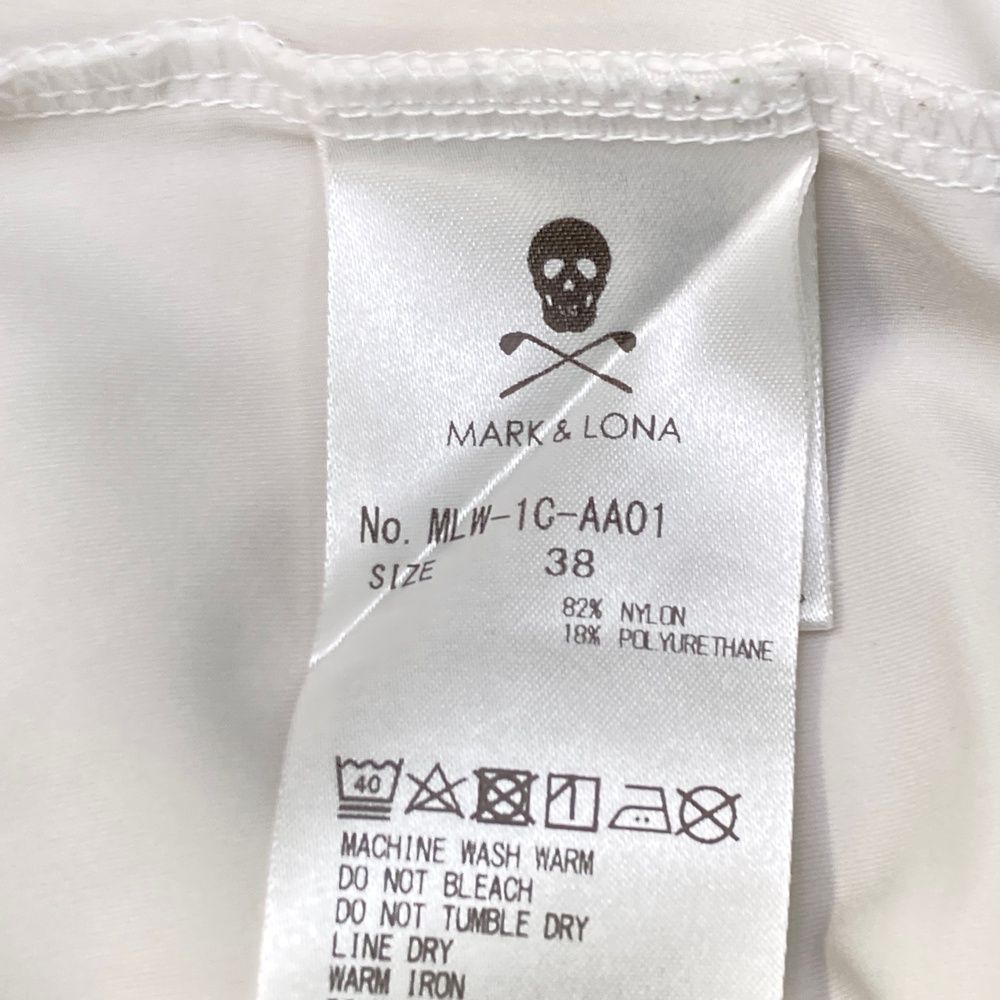 MARK & LONA
No. MLW-1C-AA01
SIZE 38
82% NYLON
18% POLYURETHANE
40
MACHINE WASH WARM
DO NOT BLEACH
DO NOT TUMBLE DRY
LINE DRY
WARM IRON